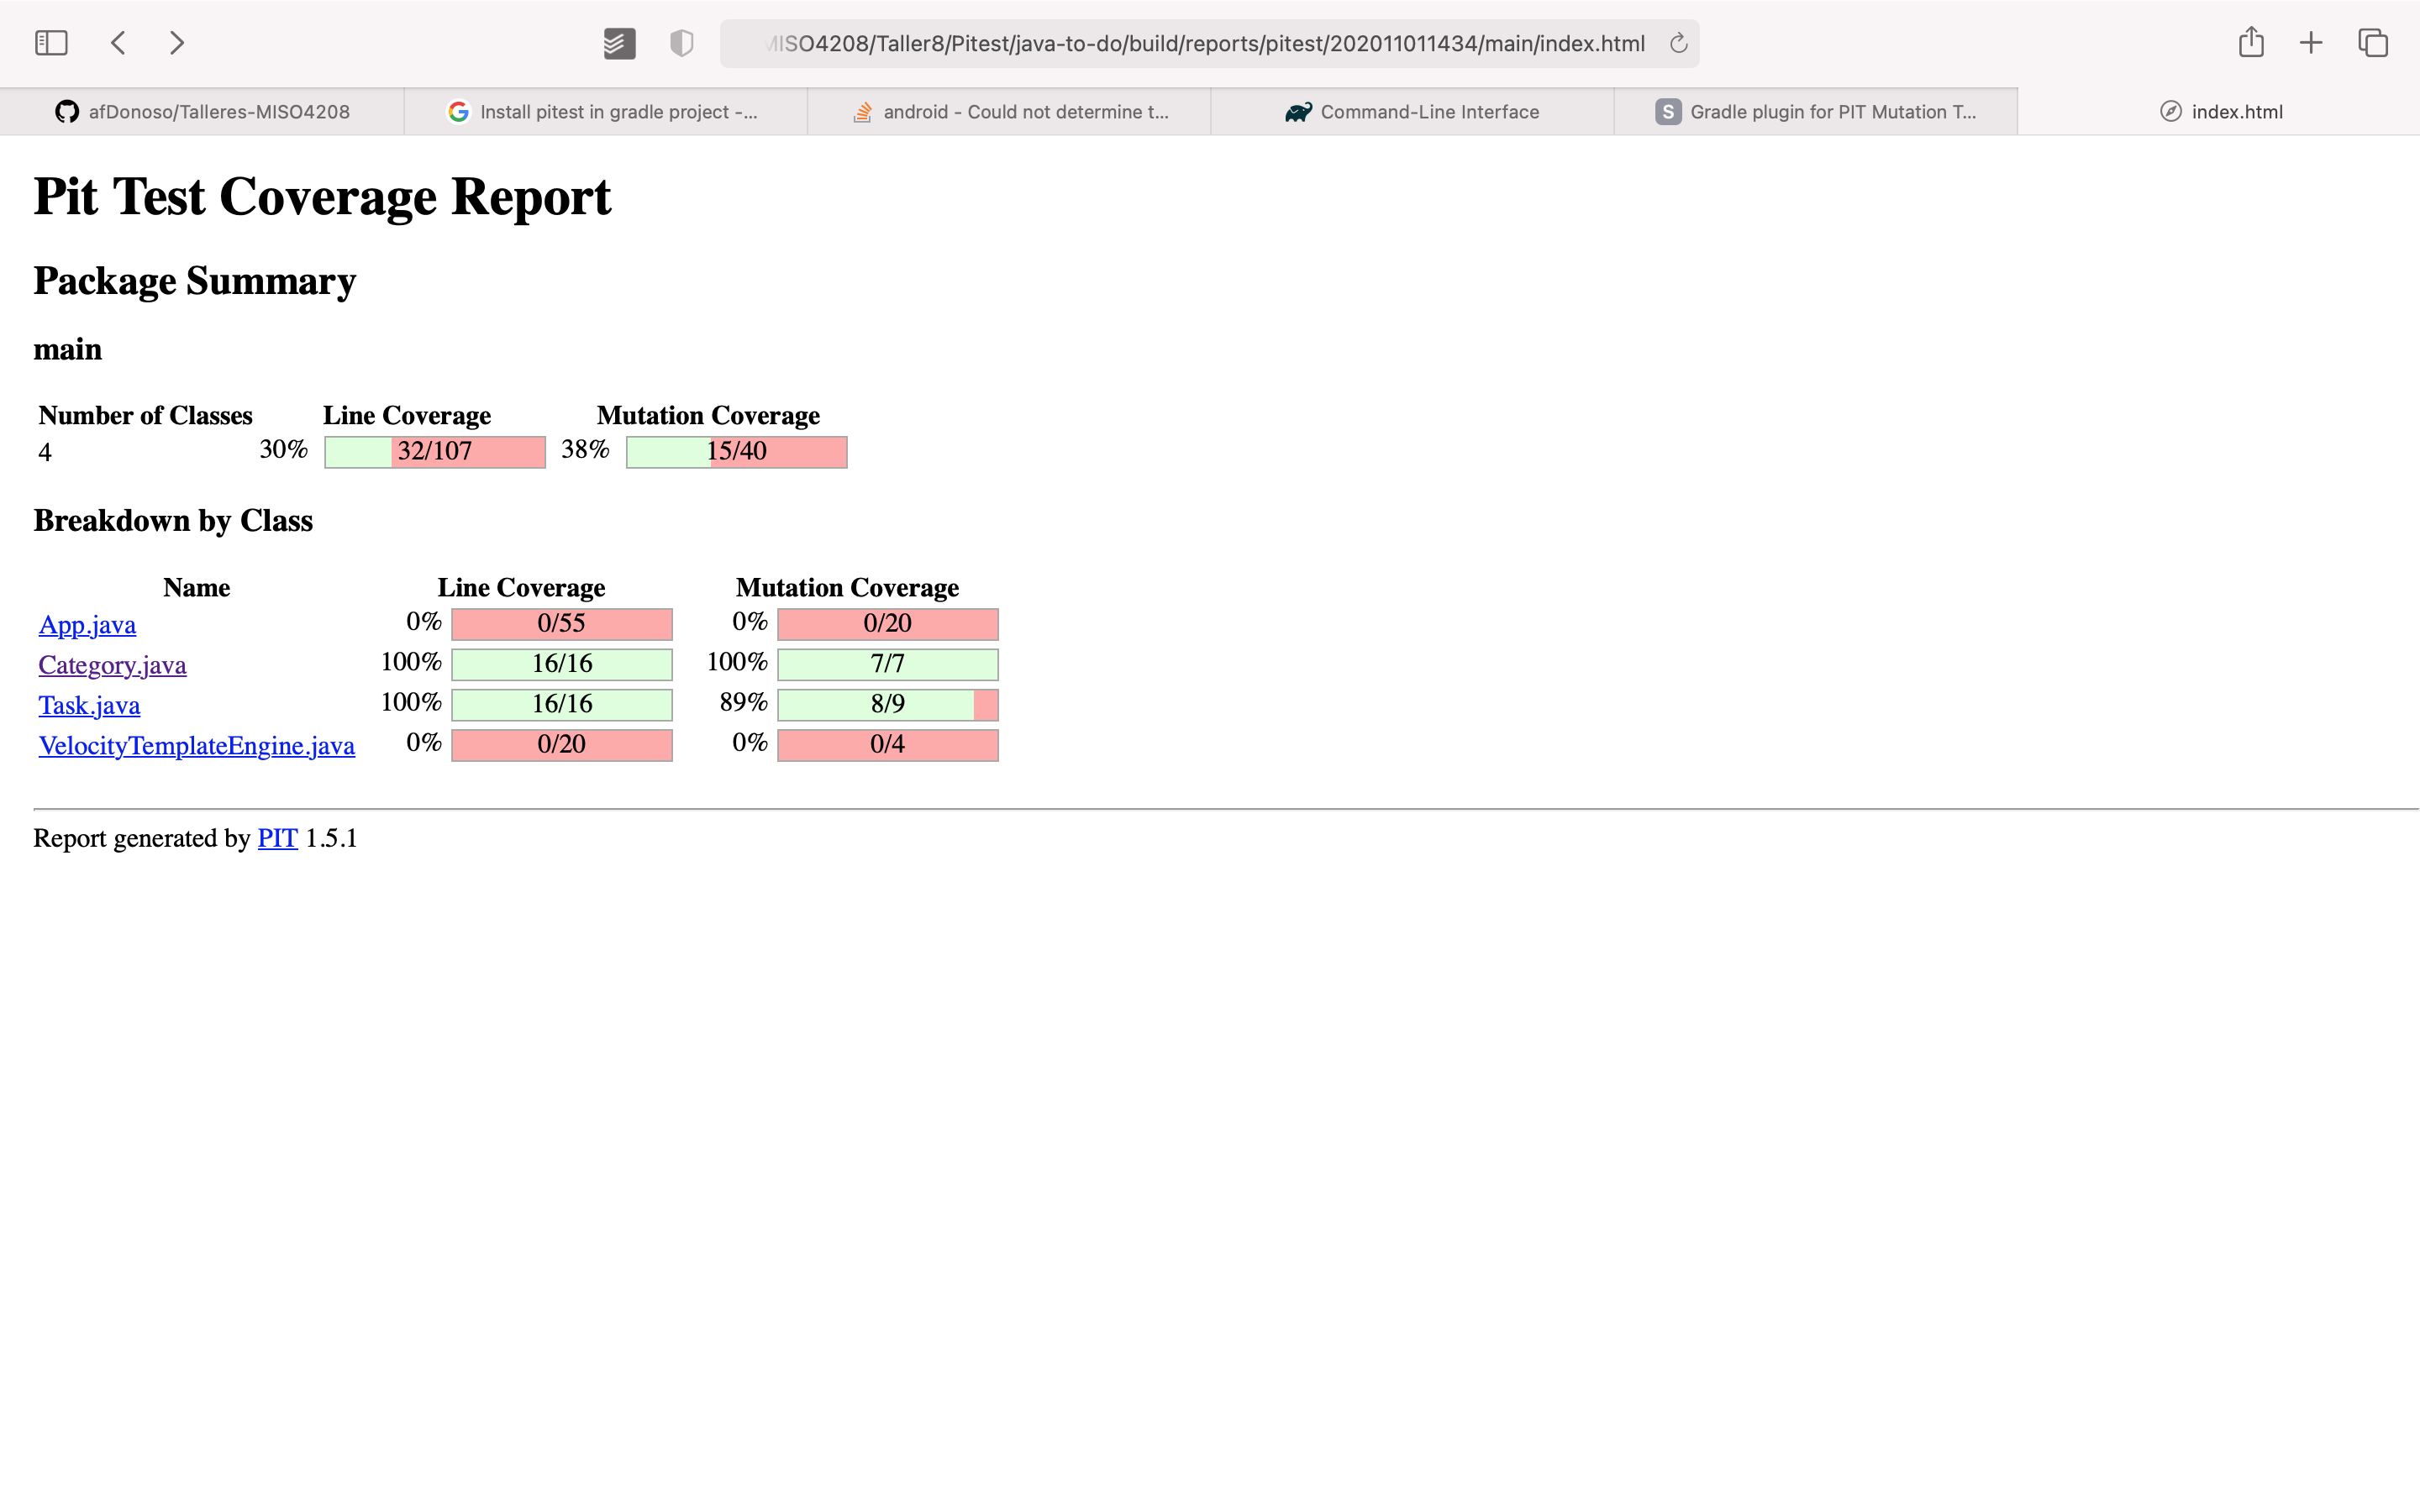 ISO4208/Taller8/Pitest/java-to-do/build/reports/pitest/202011011434/main/index.html
afDonoso/Talleres-MISO4208
Install pitest in gradle project -...
android - Could not determine t...
Command-Line Interface
S Gradle plugin for PIT Mutation T...
index.html
Pit Test Coverage Report
Package Summary
main
Number of Classes Line Coverage Mutation Coverage
4 30% 32/107 38% 15/40
Breakdown by Class
Name Line Coverage Mutation Coverage
App.java 0% 0/55 0% 0/20
Category.java 100% 16/16 100% 7/7
Task.java 100% 16/16 89% 8/9
VelocityTemplateEngine.java 0% 0/20 0% 0/4
Report generated by PIT 1.5.1